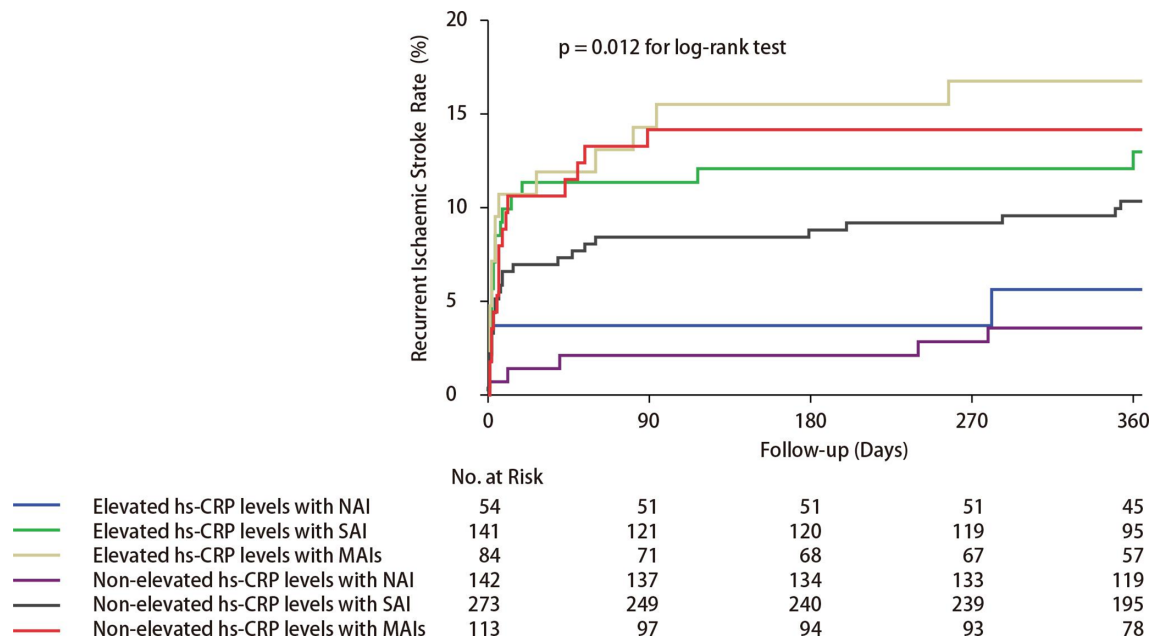 20
p = 0.012 for log-rank test
15
10
5
0
Recurrent Ischaemic Stroke Rate (%)
0 90 180 270 360
Follow-up (Days)
No. at Risk
Elevated hs-CRP levels with NAI 54 51 51 51 45
Elevated hs-CRP levels with SAI 141 121 120 119 95
Elevated hs-CRP levels with MAIs 84 71 68 67 57
Non-elevated hs-CRP levels with NAI 142 137 134 133 119
Non-elevated hs-CRP levels with SAI 273 249 240 239 195
Non-elevated hs-CRP levels with MAIs 113 97 94 93 78